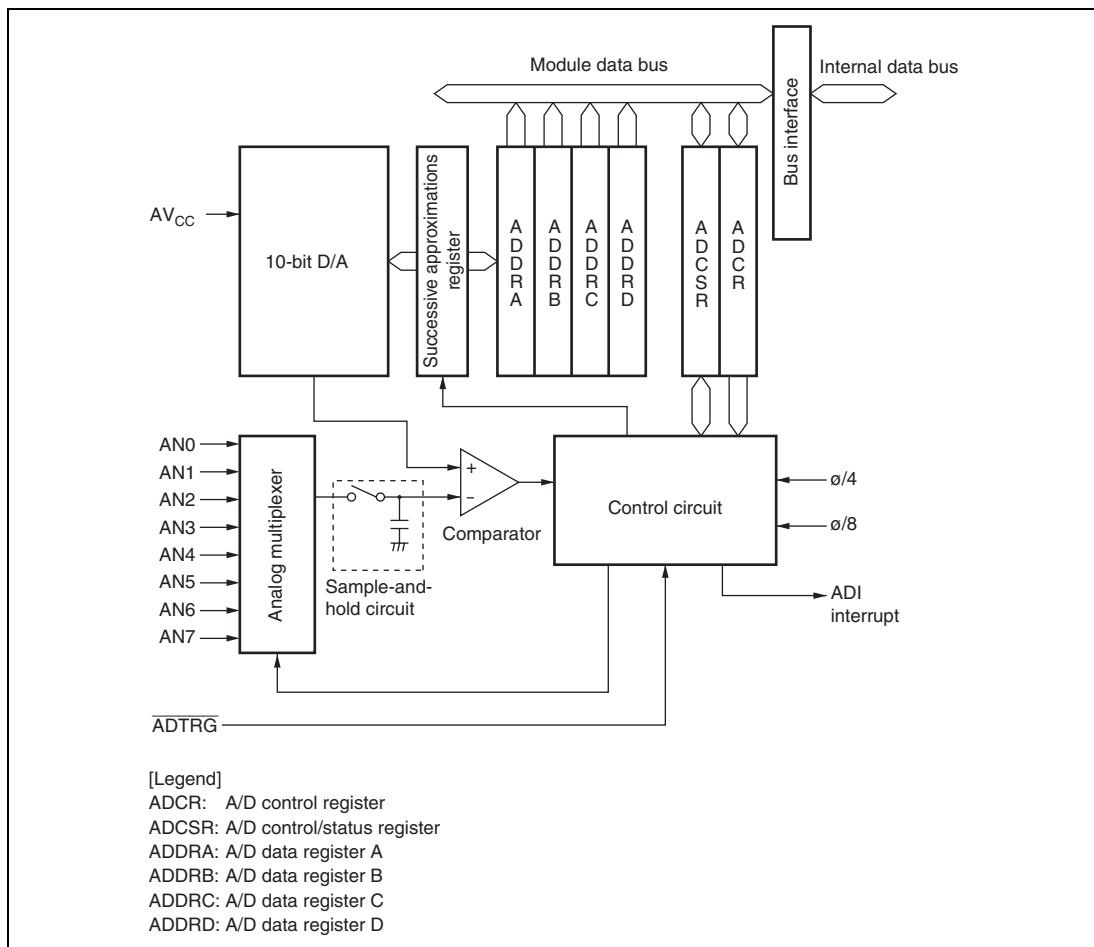 Module data bus
Internal data bus
Bus interface
AVCC
10-bit D/A
Successive approximations
register
ADDRA
ADDRB
ADDRC
ADDRD
ADCSR
ADCR
AN0
AN1
AN2
AN3
AN4
AN5
AN6
AN7
Analog multiplexer
+
−
Comparator
Sample-and-
hold circuit
Control circuit
ø/4
ø/8
ADI
interrupt
ADTRG
[Legend]
ADCR: A/D control register
ADCSR: A/D control/status register
ADDRA: A/D data register A
ADDRB: A/D data register B
ADDRC: A/D data register C
ADDRD: A/D data register D